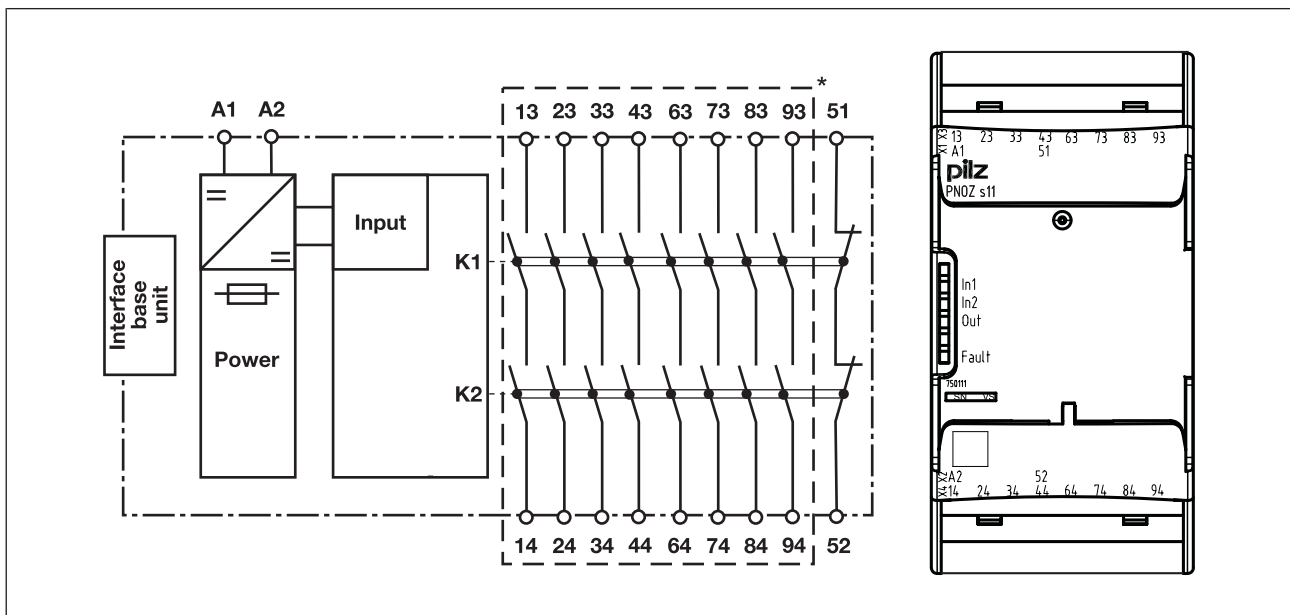 *
A1 A2 13 23 33 43 63 73 83 93 51
Interface
base
unit
Input
Power
K1
K2
14 24 34 44 64 74 84 94 52
X3 13 23 33 43 63 73 83 93
X1 A1 51
pilz
PNOZ s11
In1
In2
Out
Fault
750111
SN VS
X2 A2 52
X4 14 24 34 44 64 74 84 94